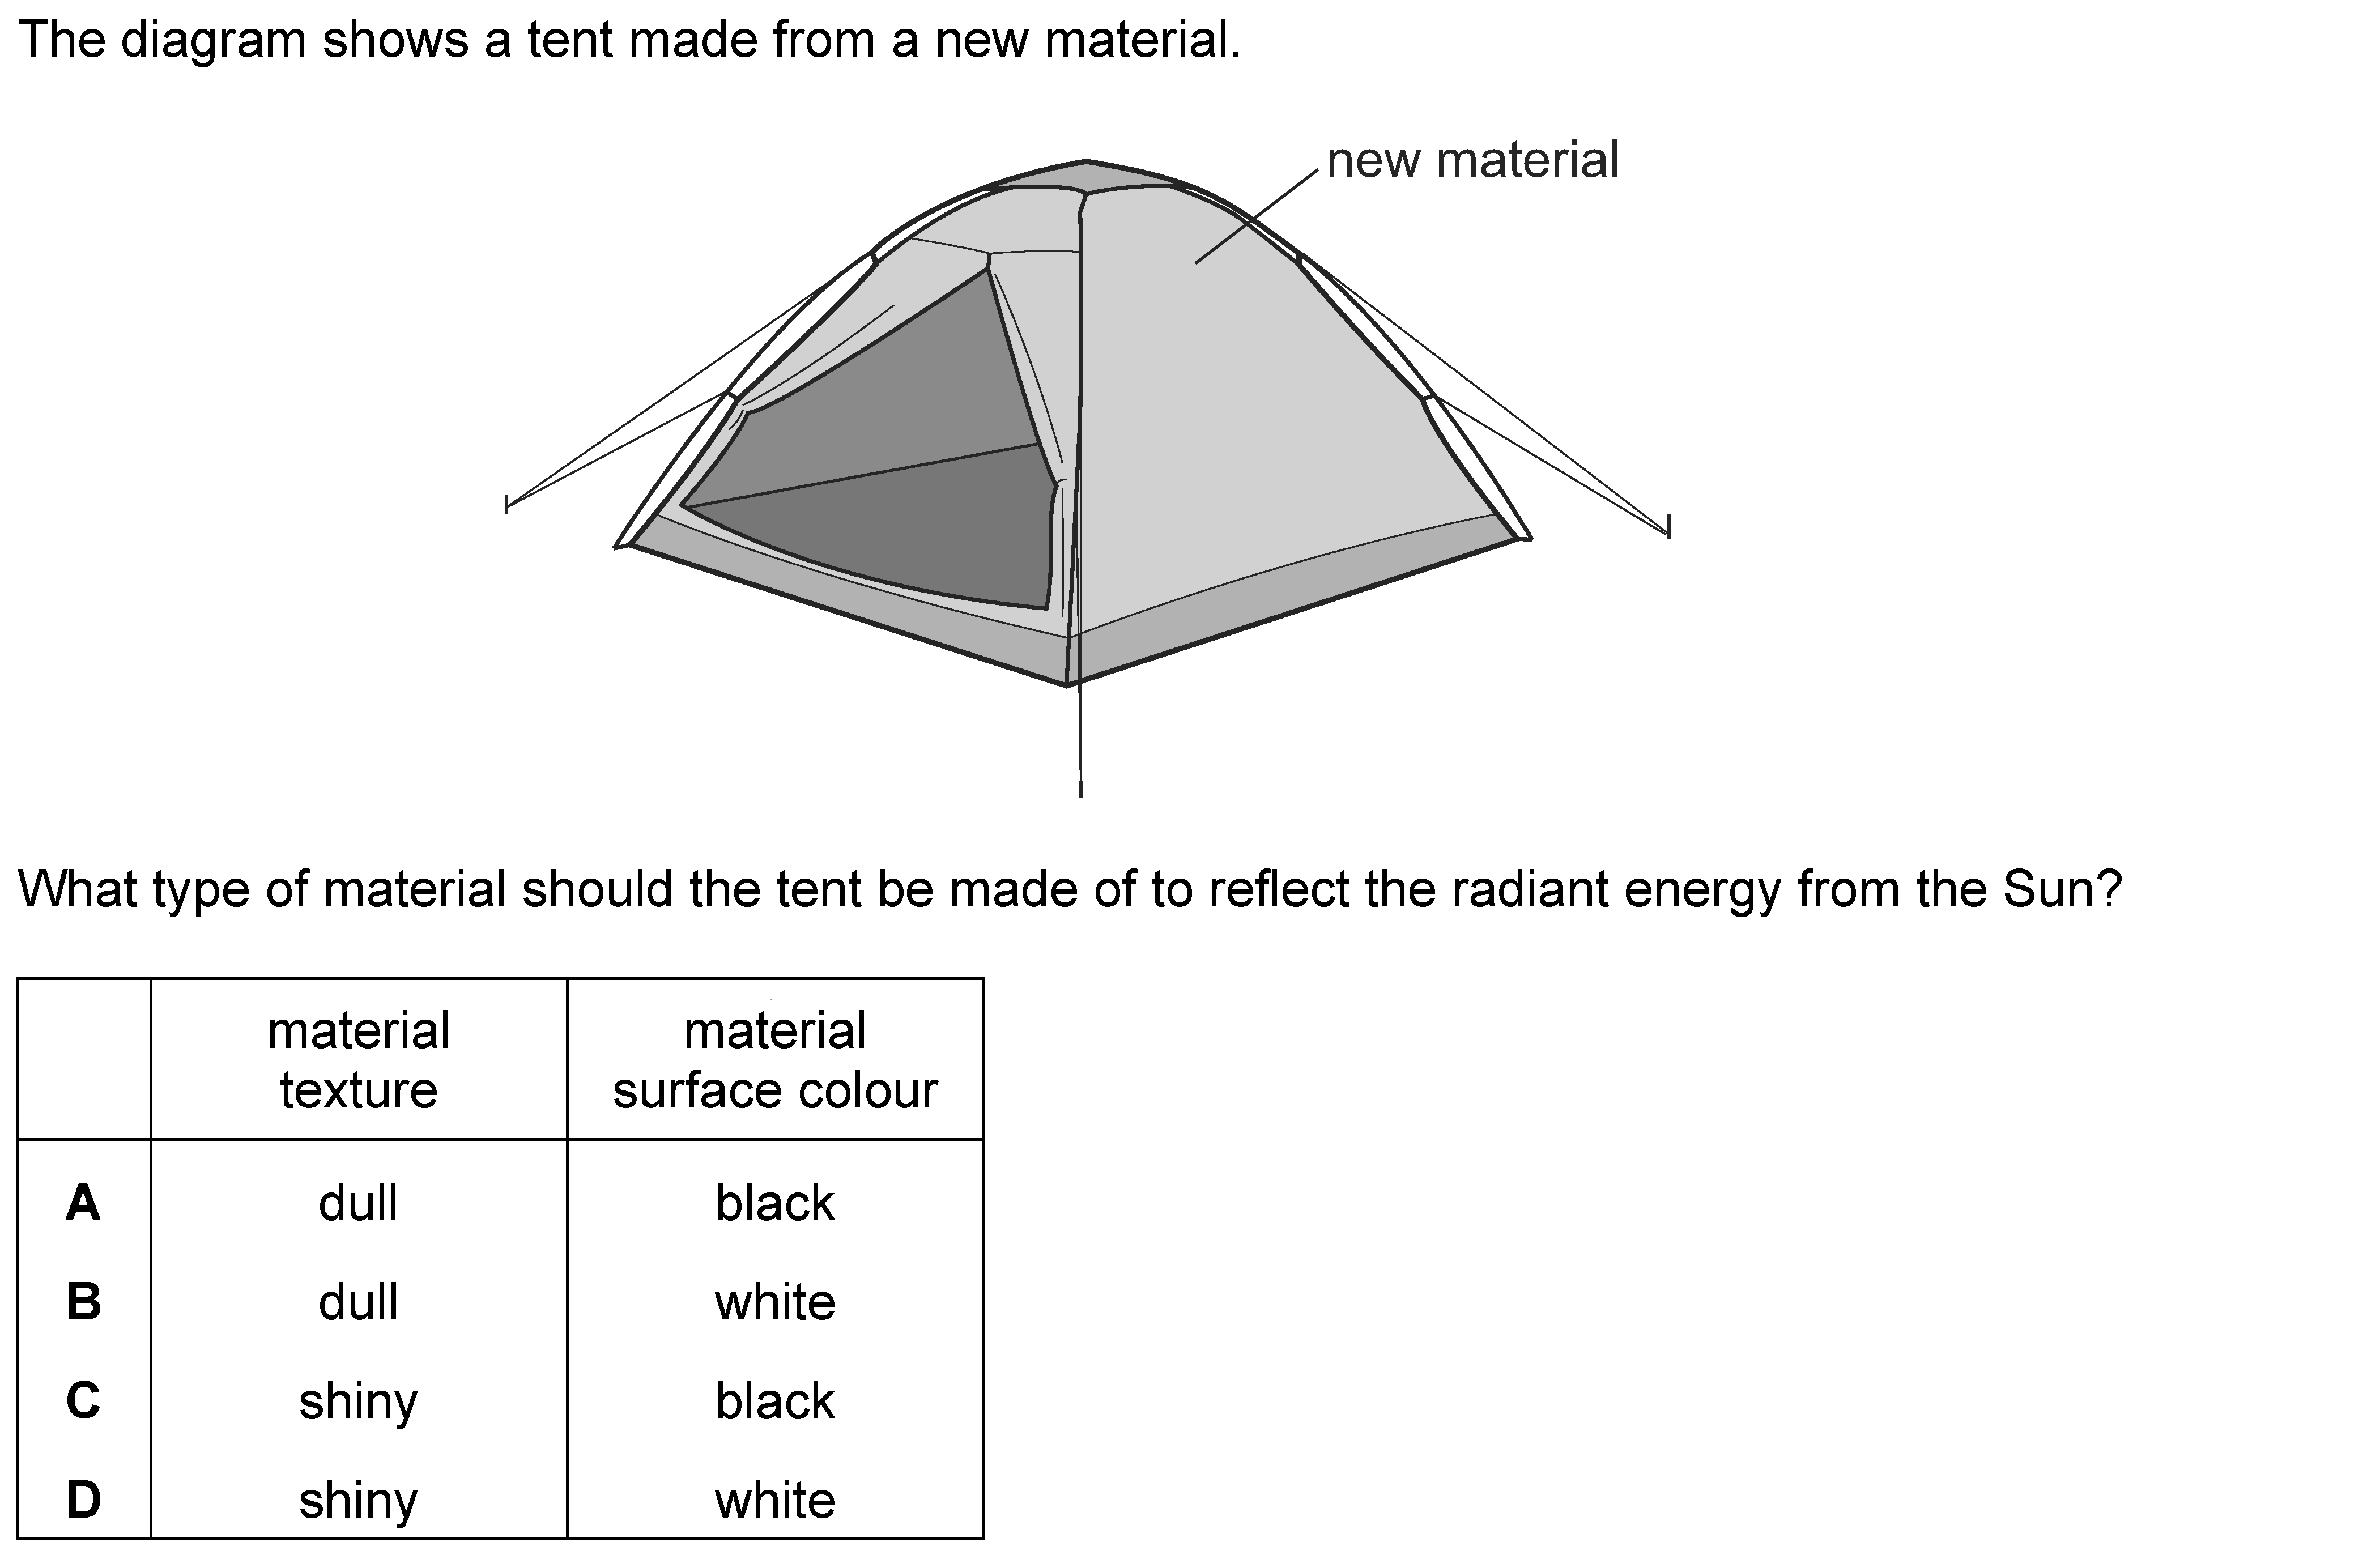 The diagram shows a tent made from a new material.
new material
What type of material should the tent be made of to reflect the radiant energy from the Sun?
material texture material surface colour
A dull black
B dull white
C shiny black
D shiny white